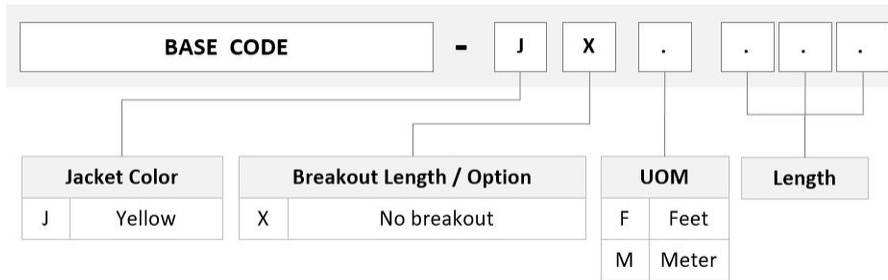 BASE CODE - J X . . . .
Jacket Color
J Yellow
Breakout Length / Option
X No breakout
UOM
F Feet
M Meter
Length